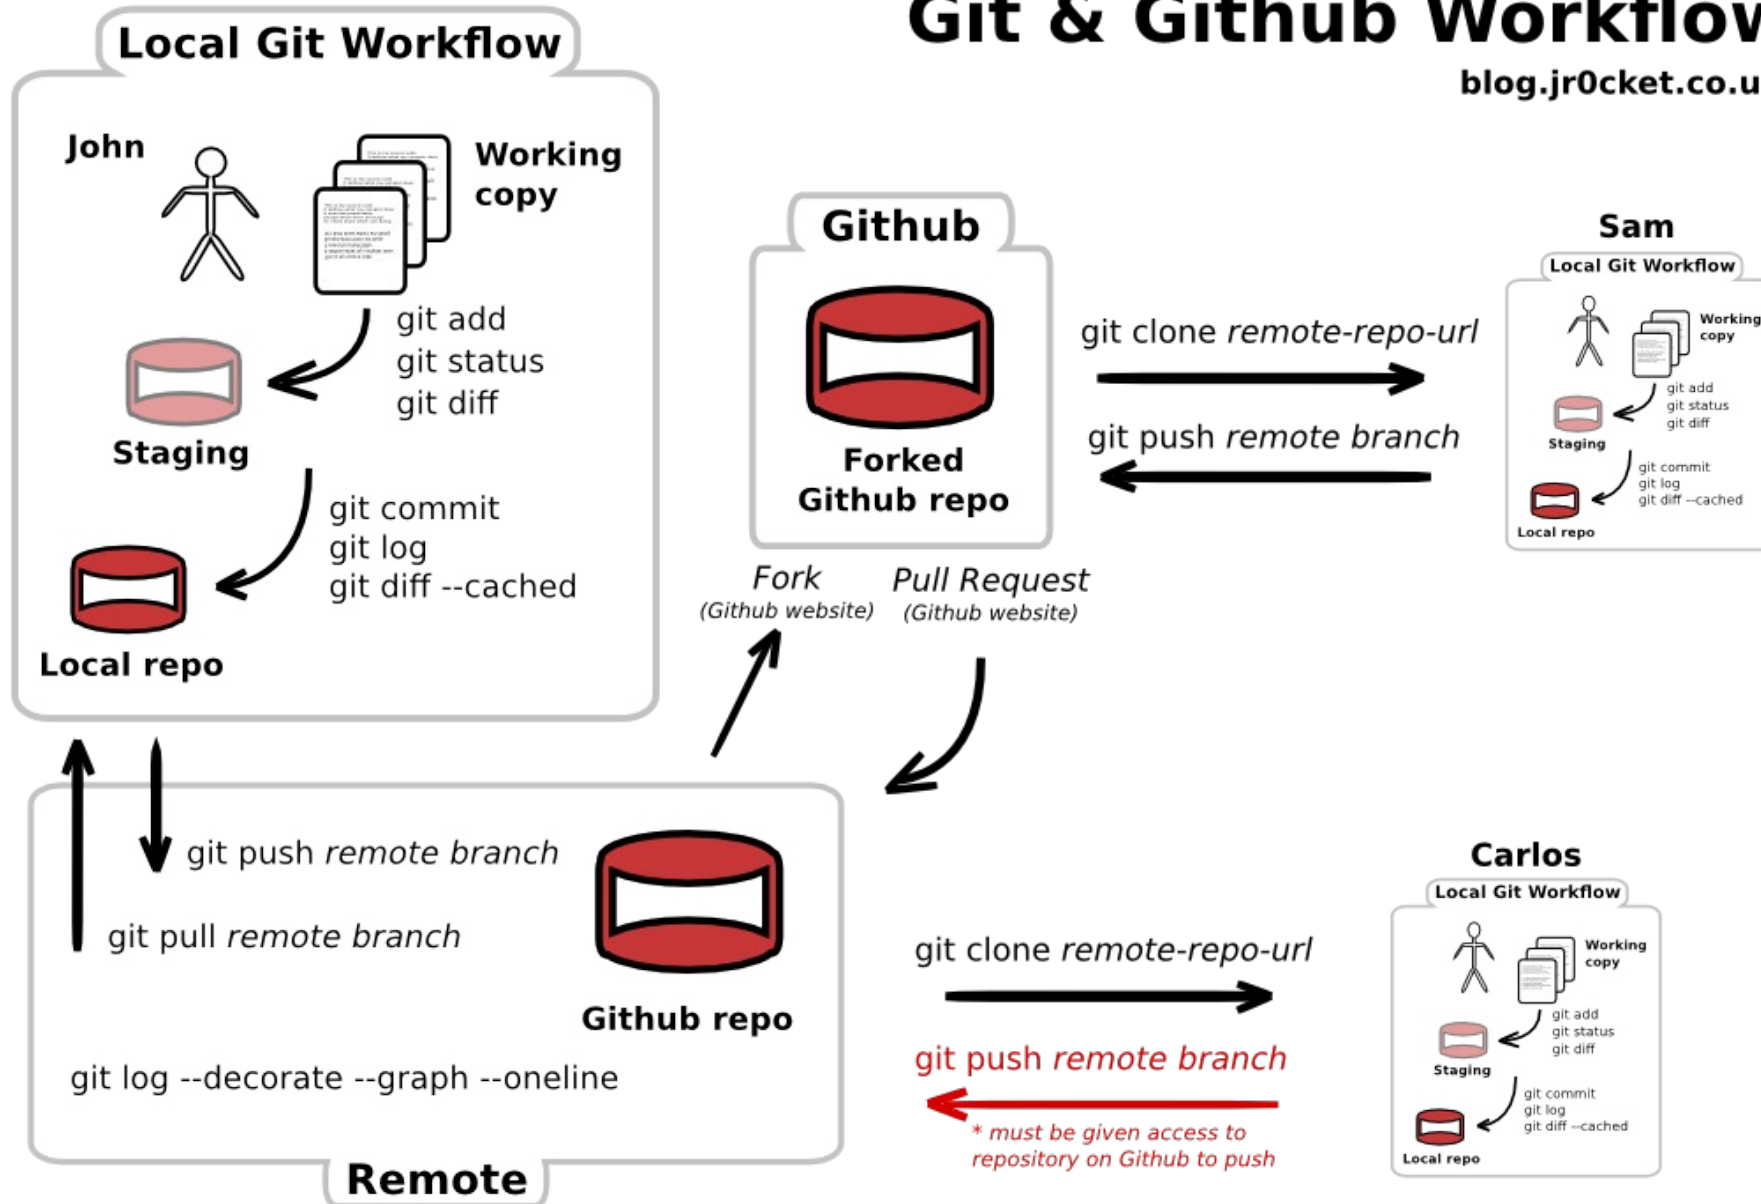 Git & Github Workflow
blog.jr0cket.co.u
Local Git Workflow
John
Working
copy
git add
git status
git diff
Staging
git commit
git log
git diff --cached
Local repo
Github
Forked
Github repo
git clone remote-repo-url
git push remote branch
Sam
Local Git Workflow
Working
copy
git add
git status
git diff
Staging
git commit
git log
git diff --cached
Local repo
Fork
(Github website)
Pull Request
(Github website)
git push remote branch
git pull remote branch
Github repo
git log --decorate --graph --oneline
Remote
git clone remote-repo-url
git push remote branch
* must be given access to
repository on Github to push
Carlos
Local Git Workflow
Working
copy
git add
git status
git diff
Staging
git commit
git log
git diff --cached
Local repo